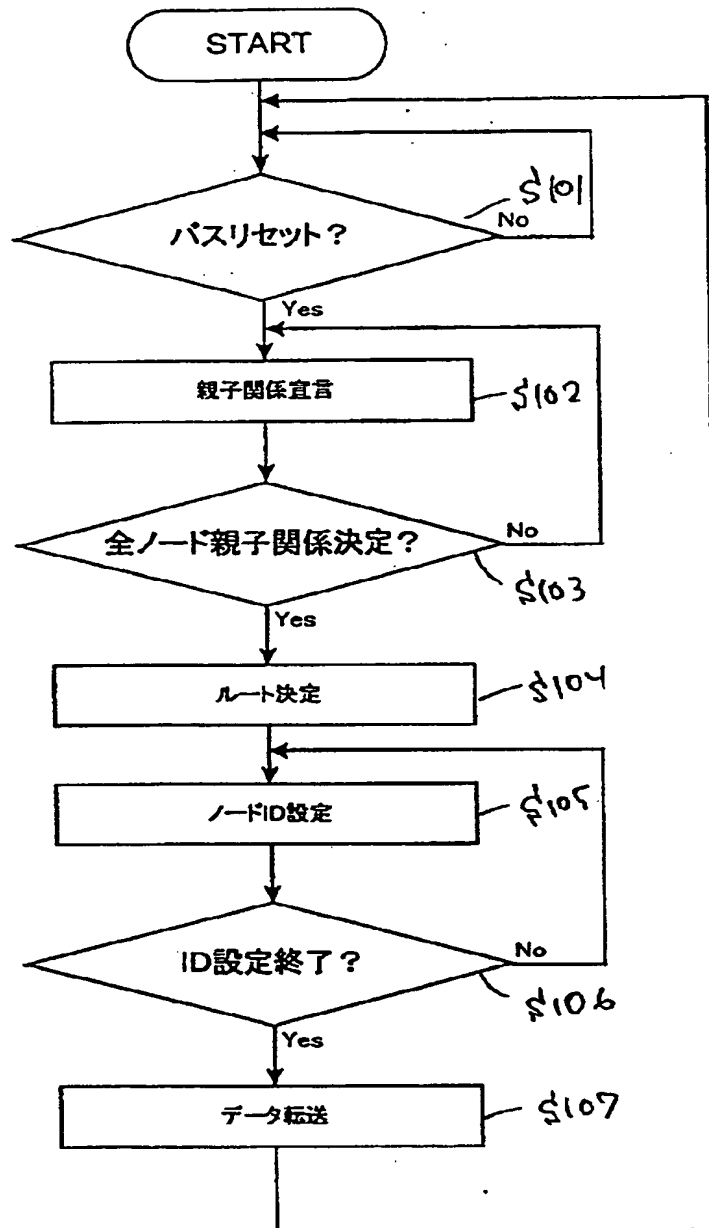 START
バスリセット？
S101
No
Yes
親子関係宣言
S102
全ノード親子関係決定？
No
S103
Yes
ルート決定
S104
ノードID設定
S105
ID設定終了？
No
S106
Yes
データ転送
S107